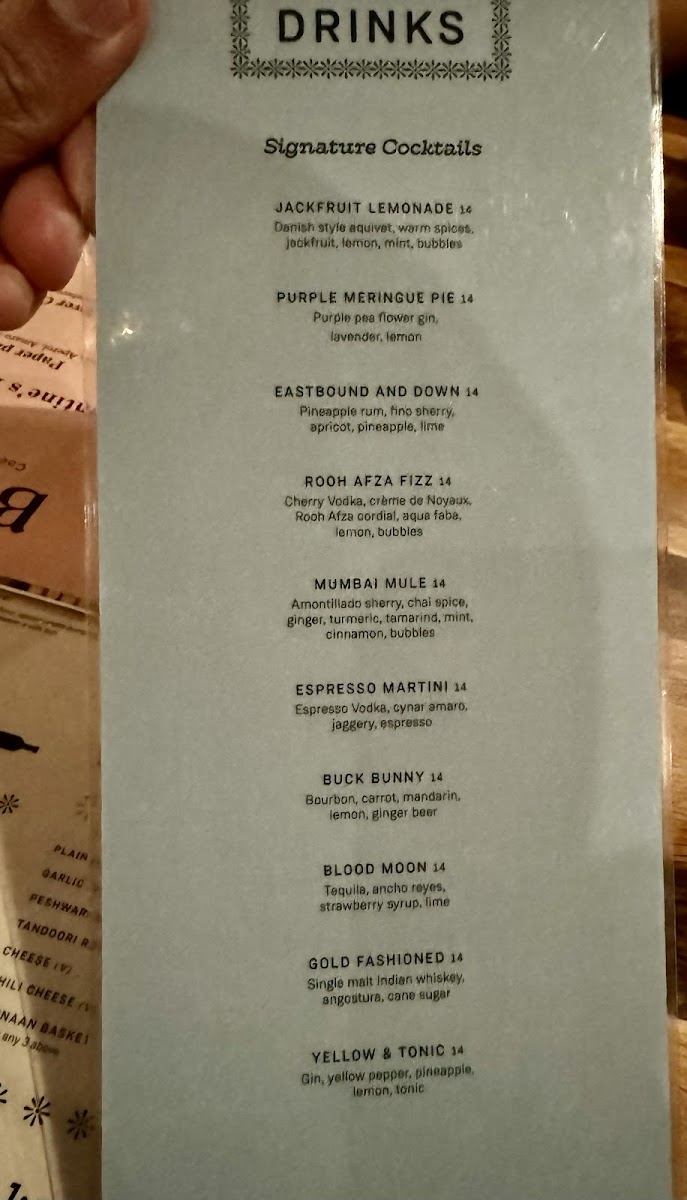 DRINKS
Signature Cocktails
JACKFRUIT LEMONADE 14
Danish style aquivat, warm spices,
jackfruit, lemon, mint, bubbles
PURPLE MERINGUE PIE 14
Purple pea flower gin,
lavender, lemon
EASTBOUND AND DOWN 14
Pineapple rum, fino sherry,
apricot, pineapple, lime
ROOH AFZA FIZZ 14
Cherry Vodka, crème de Noyaux,
Rooh Afza cordial, aqua faba,
lemon, bubbles
MUMBAI MULE 14
Amontillado sherry, chai spice,
ginger, turmeric, tamarind, mint,
cinnamon, bubbles
ESPRESSO MARTINI 14
Espresso Vodka, cynar amaro,
jaggery, espresso
BUCK BUNNY 14
Bourbon, carrot, mandarin,
lemon, ginger beer
BLOOD MOON 14
Tequila, ancho reyes,
strawberry syrup, lime
GOLD FASHIONED 14
Single malt Indian whiskey,
angostura, cane sugar
YELLOW & TONIC 14
Gin, yellow pepper, pineapple,
lemon, tonic
Aperol, Amaro
Paper p
ntine's
B
PLAIN
GARLIC
PESHWAR
TANDOORI R
CHEESE (V)
HILI CHEESE (V
NAAN BASKET
any 3 above